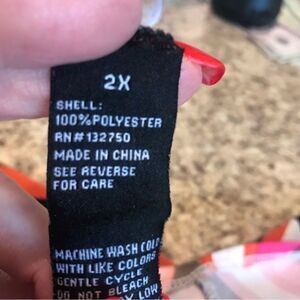 2X
SHELL:
100%POLYESTER
RN#132750
MADE IN CHINA
SEE REVERSE
FOR CARE
MACHINE WASH COLD
WITH LIKE COLORS
GENTLE CYCLE
DO NOT BLEACH
LOW